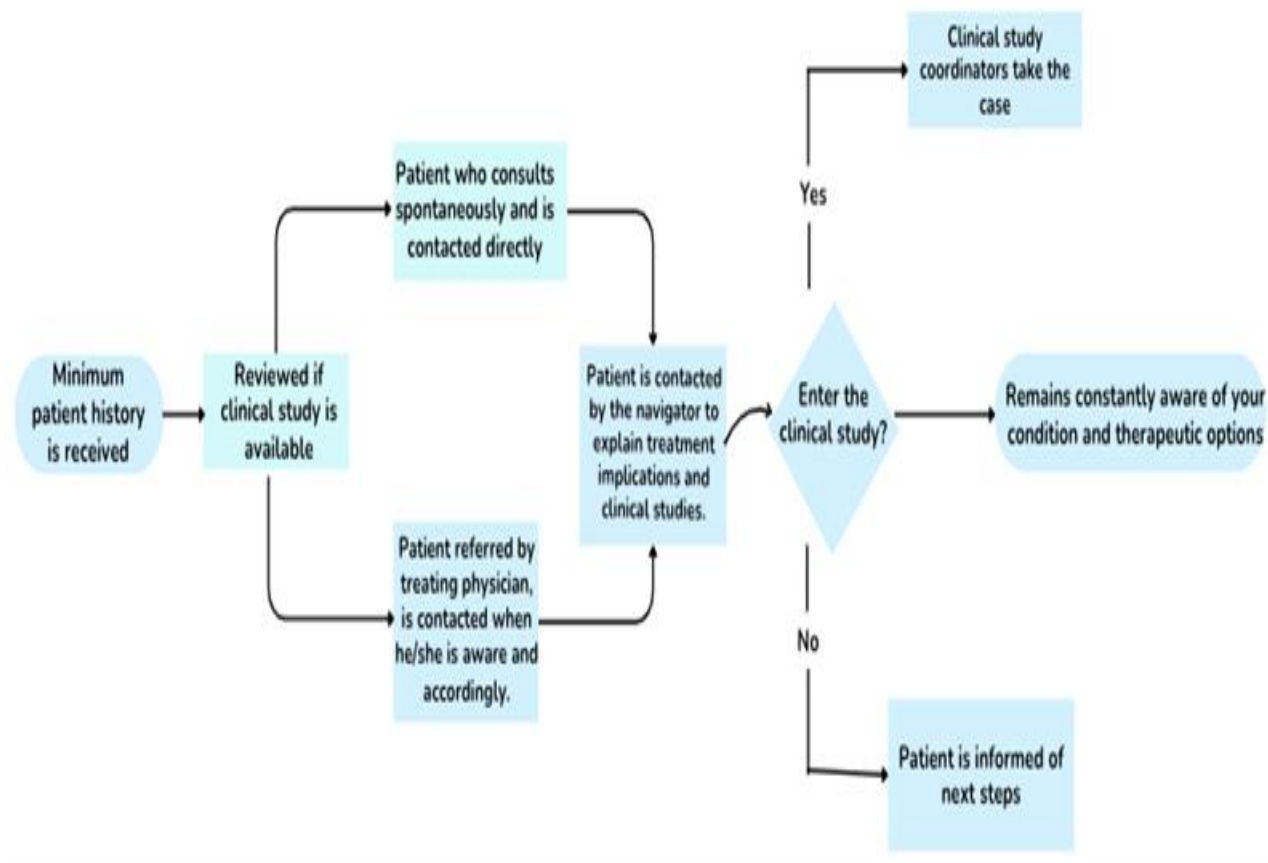 Minimum
patient history
is received
Reviewed if
clinical study is
available
Patient who consults
spontaneously and is
contacted directly
Patient referred by
treating physician,
is contacted when
he/she is aware and
accordingly.
Patient is contacted
by the navigator to
explain treatment
implications and
clinical studies.
Enter the
clinical study?
Yes
Clinical study
coordinators take the
case
Remains constantly aware of your
condition and therapeutic options
No
Patient is informed of
next steps